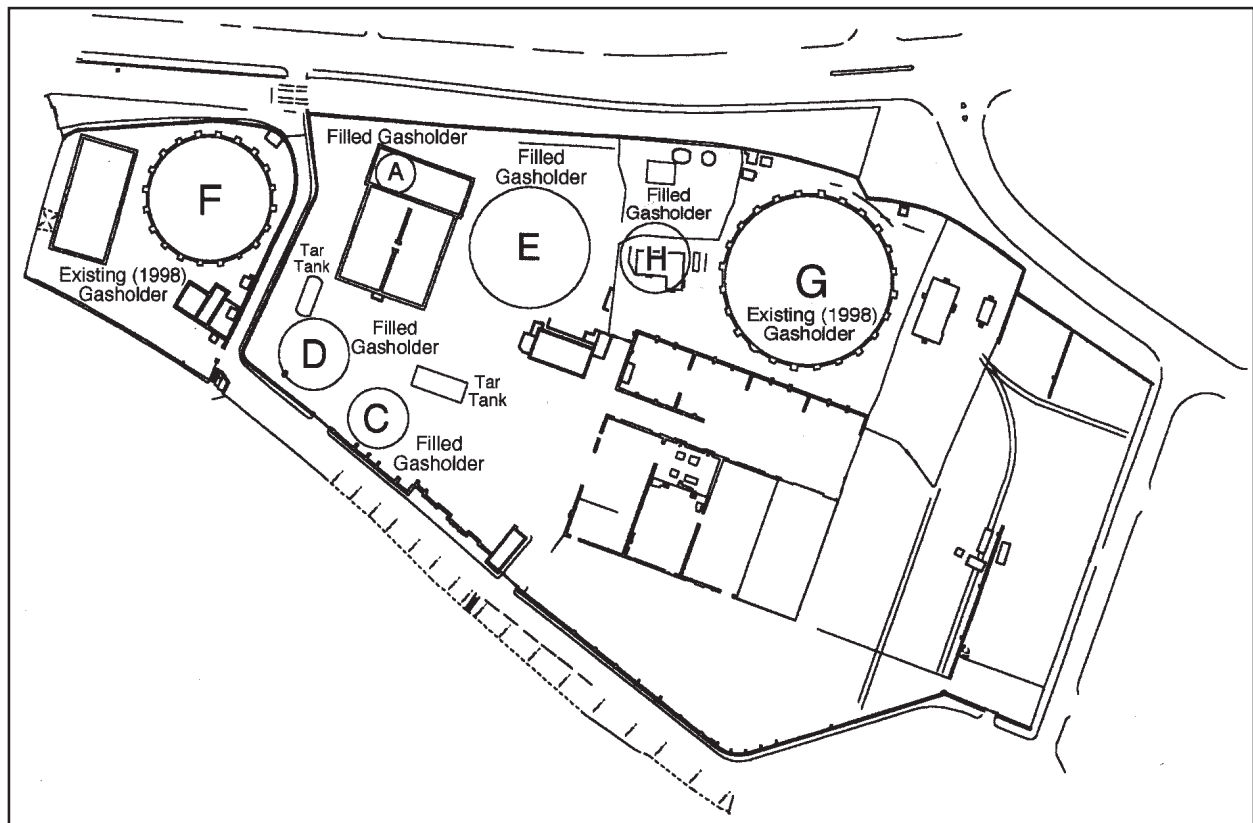 Filled Gasholder
A
Filled
Gasholder
E
Filled
Gasholder
H
F
Existing (1998)
Gasholder
G
Existing (1998)
Gasholder
Tar
Tank
D
Filled
Gasholder
Tar
Tank
C
Filled
Gasholder